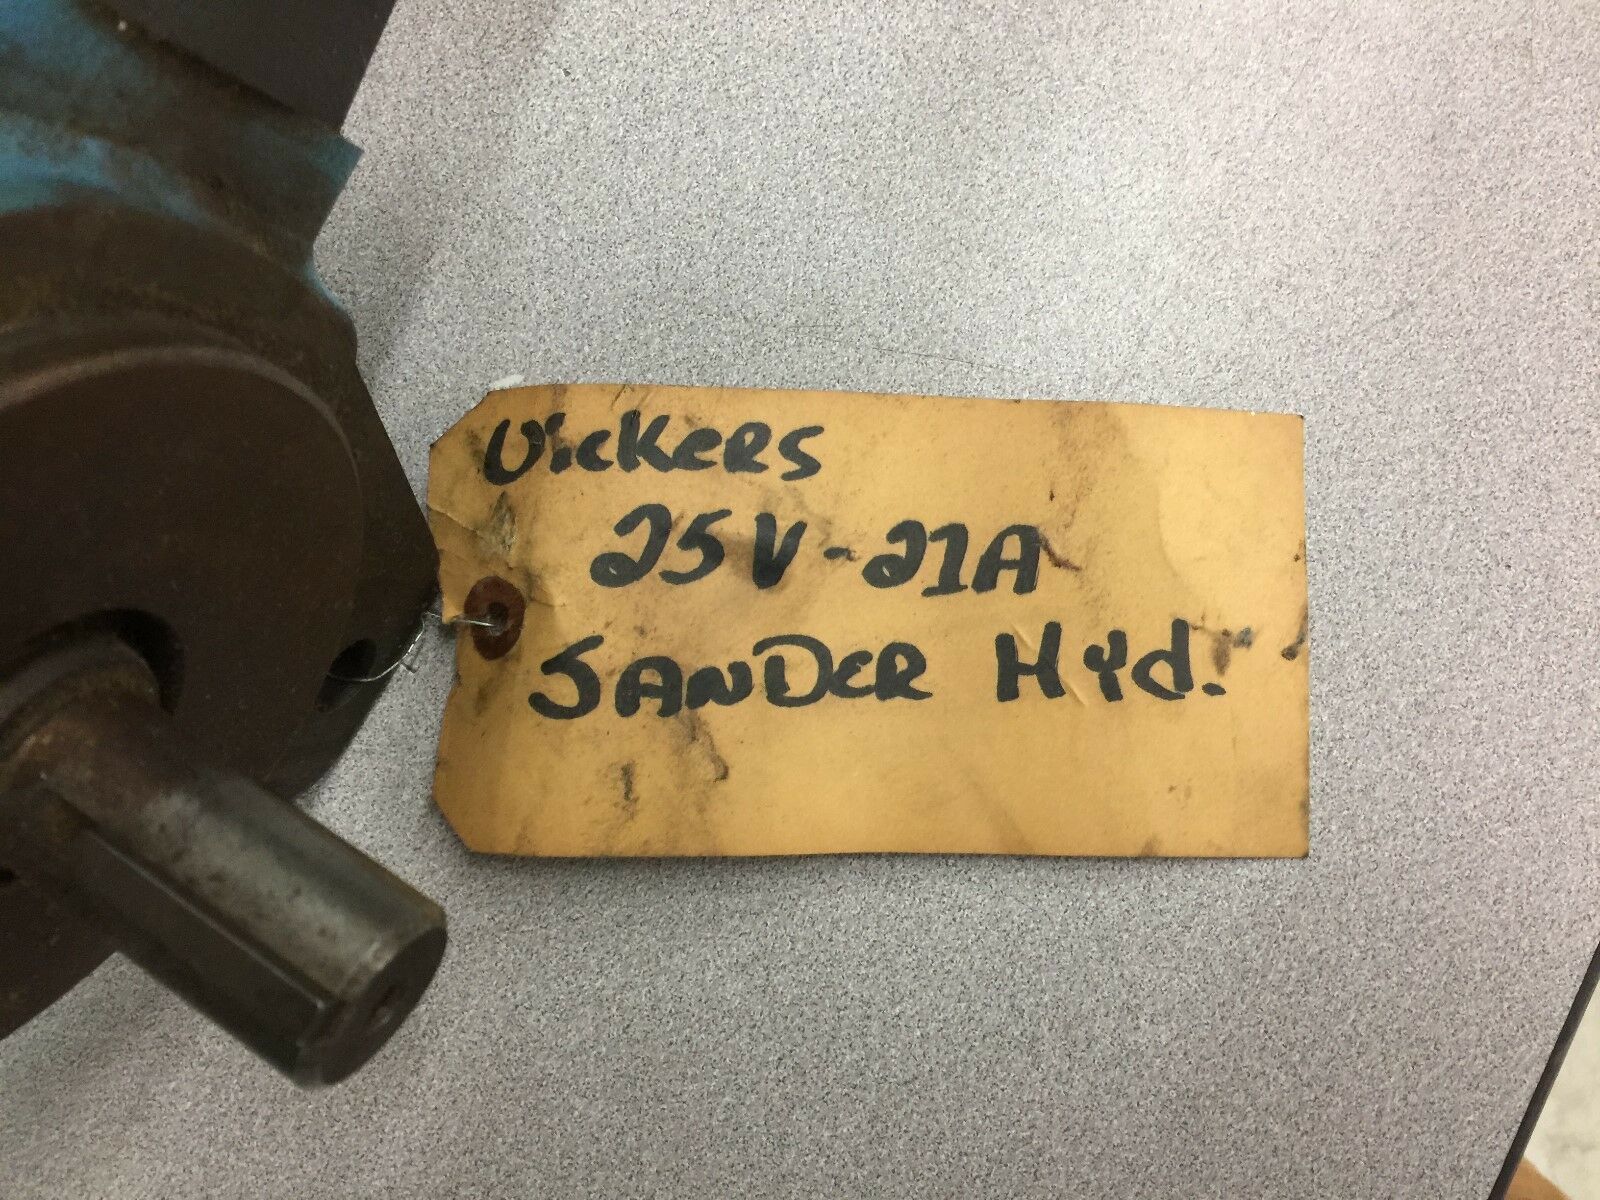 Vickers
25V-21A
SANDER Hyd.